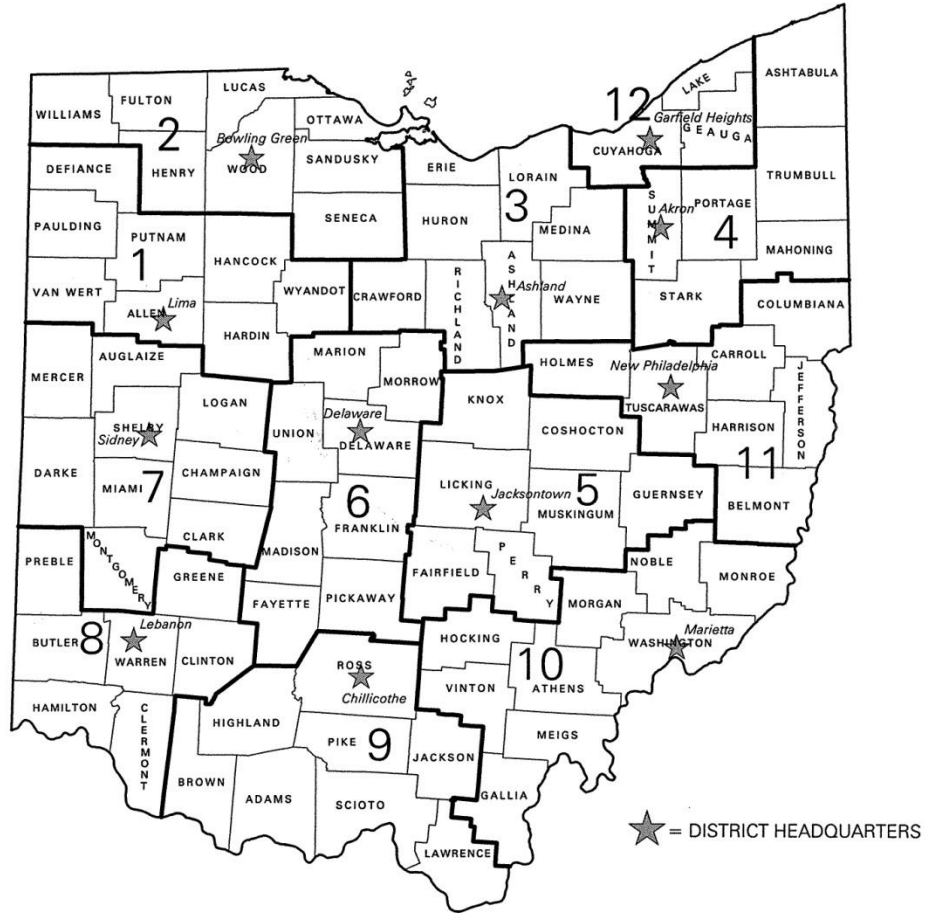 ASHTABULA
LAKE
LUCAS
FULTON
WILLIAMS
12
Garfield Heights
GEAUGA
OTTAWA
2
Bowling Green
CUYAHOGA
SANDUSKY
DEFIANCE
HENRY
WOOD
ERIE
LORAIN
TRUMBULL
SUMMIT
PORTAGE
3
HURON
SENECA
Akron
4
PAULDING
PUTNAM
MEDINA
MAHONING
1
HANCOCK
RICHLAND
ASHLAND
Ashland
VAN WERT
WYANDOT
CRAWFORD
WAYNE
STARK
Lima
ALLEN
COLUMBIANA
HARDIN
MARION
AUGLAIZE
HOLMES
CARROLL
New Philadelphia
MERCER
MORROW
JEFFERSON
KNOX
LOGAN
TUSCARAWAS
Delaware
SHELBY
Sidney
UNION
DELAWARE
COSHOCTON
HARRISON
11
DARKE
CHAMPAIGN
LICKING
Jacksontown
5
MIAMI
7
6
GUERNSEY
BELMONT
MUSKINGUM
FRANKLIN
CLARK
MADISON
MONTGOMERY
PREBLE
PERRY
NOBLE
GREENE
FAIRFIELD
MONROE
FAYETTE
PICKAWAY
MORGAN
Lebanon
Marietta
BUTLER
8
HOCKING
WASHINGTON
WARREN
CLINTON
ROSS
10
Chillicothe
VINTON
ATHENS
HAMILTON
CLERMONT
HIGHLAND
MEIGS
PIKE
9
JACKSON
BROWN
ADAMS
SCIOTO
GALLIA
= DISTRICT HEADQUARTERS
LAWRENCE